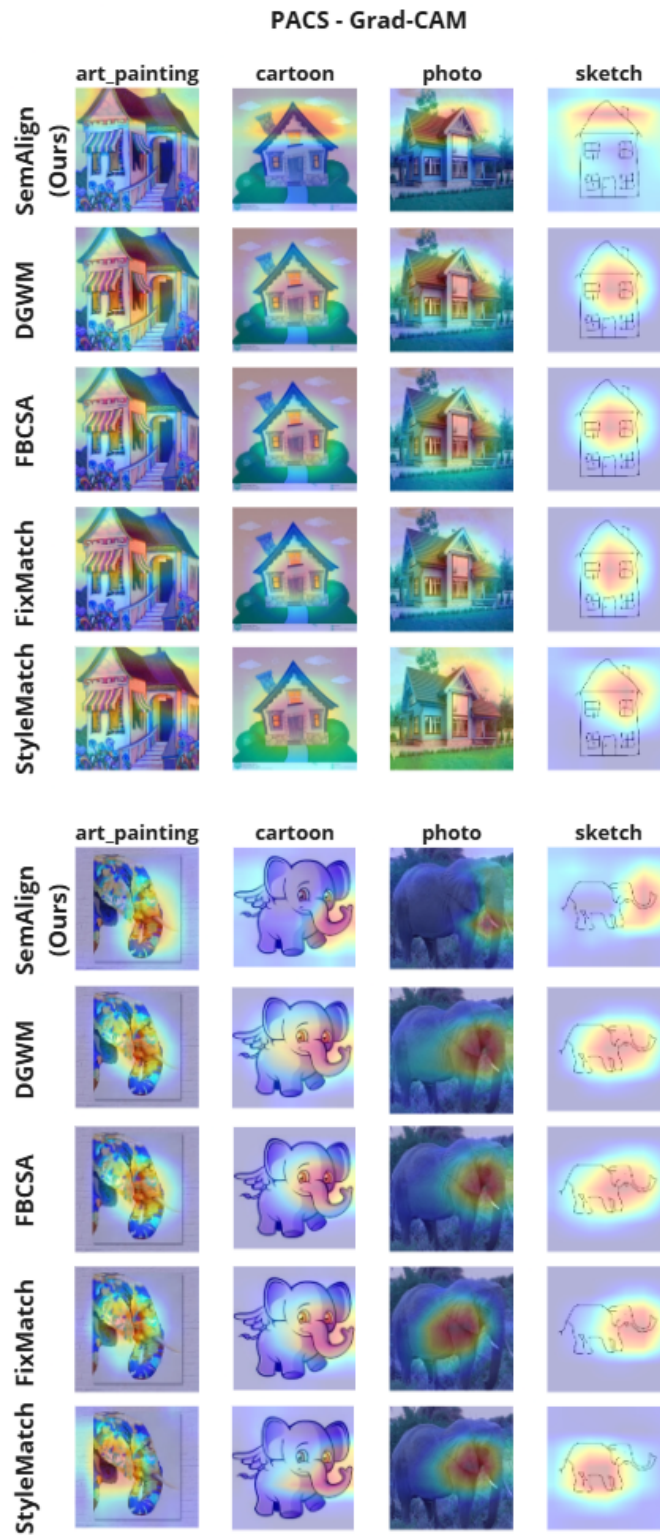 PACS - Grad-CAM
art_painting cartoon photo sketch
SemAlign
(Ours)
DGWM
FBCSA
FixMatch
StyleMatch
art_painting cartoon photo sketch
SemAlign
(Ours)
DGWM
FBCSA
FixMatch
StyleMatch